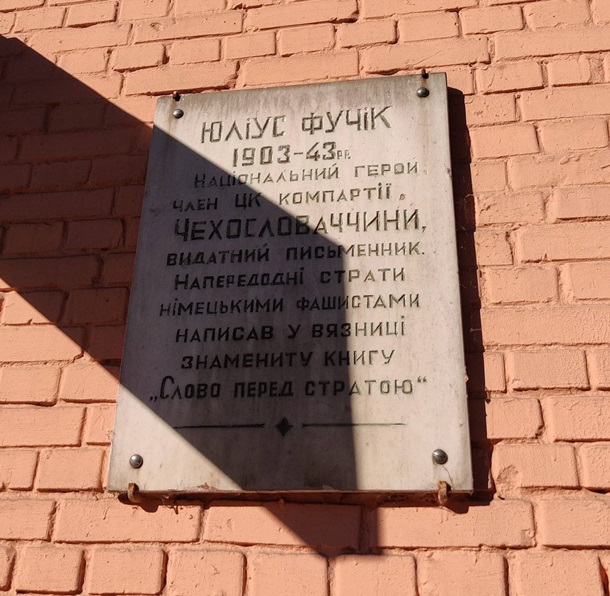 ЮЛіУС ФУЧіК
1903-43рр.
Національний герой
член ЦК компартії
Чехословаччини,
видатний письменник.
Напередодні страти
німецькими фашистами
написав у вязниці
знамениту книгу
„Слово перед стратою“